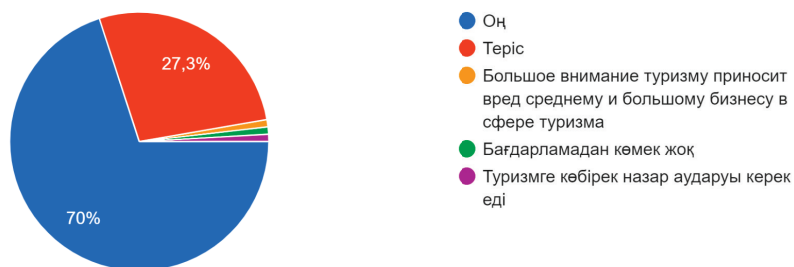 27,3%
70%
Оң
Теріс
Большое внимание туризму приносит
вред среднему и большому бизнесу в
сфере туризма
Бағдарламадан көмек жоқ
Туризмге көбірек назар аударуы керек
еді